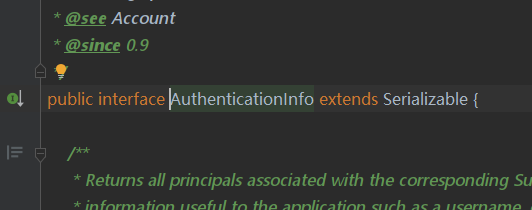 * @see Account
* @since 0.9
public interface AuthenticationInfo extends Serializable {
/**
* Returns all principals associated with the corresponding Su
* information useful to the application such as a username